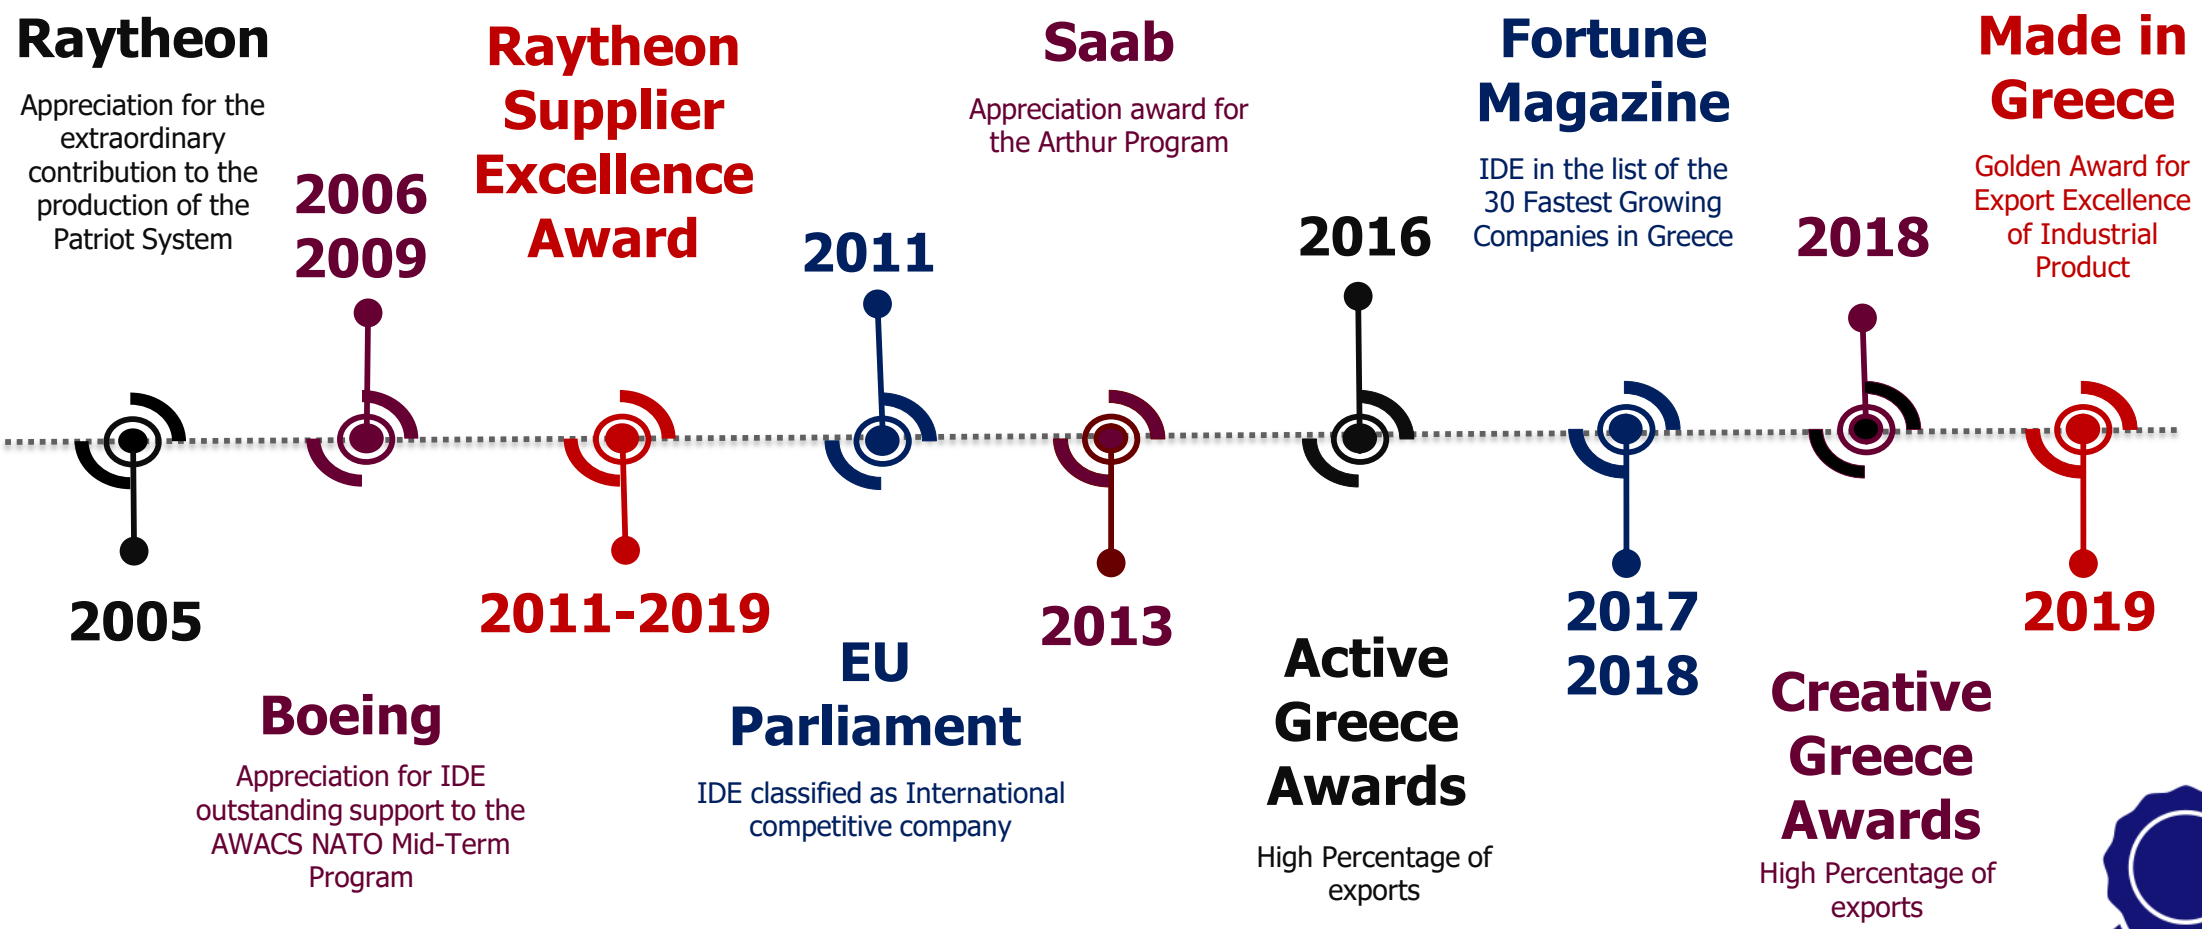 Raytheon
Appreciation for the
extraordinary
contribution to the
production of the
Patriot System
2005
2006
2009
Boeing
Appreciation for IDE
outstanding support to the
AWACS NATO Mid-Term
Program
Raytheon
Supplier
Excellence
Award
2011-2019
2011
EU
Parliament
IDE classified as International
competitive company
Saab
Appreciation award for
the Arthur Program
2013
2016
Active
Greece
Awards
High Percentage of
exports
Fortune
Magazine
IDE in the list of the
30 Fastest Growing
Companies in Greece
2017
2018
2018
Creative
Greece
Awards
High Percentage of
exports
Made in
Greece
Golden Award for
Export Excellence
of Industrial
Product
2019